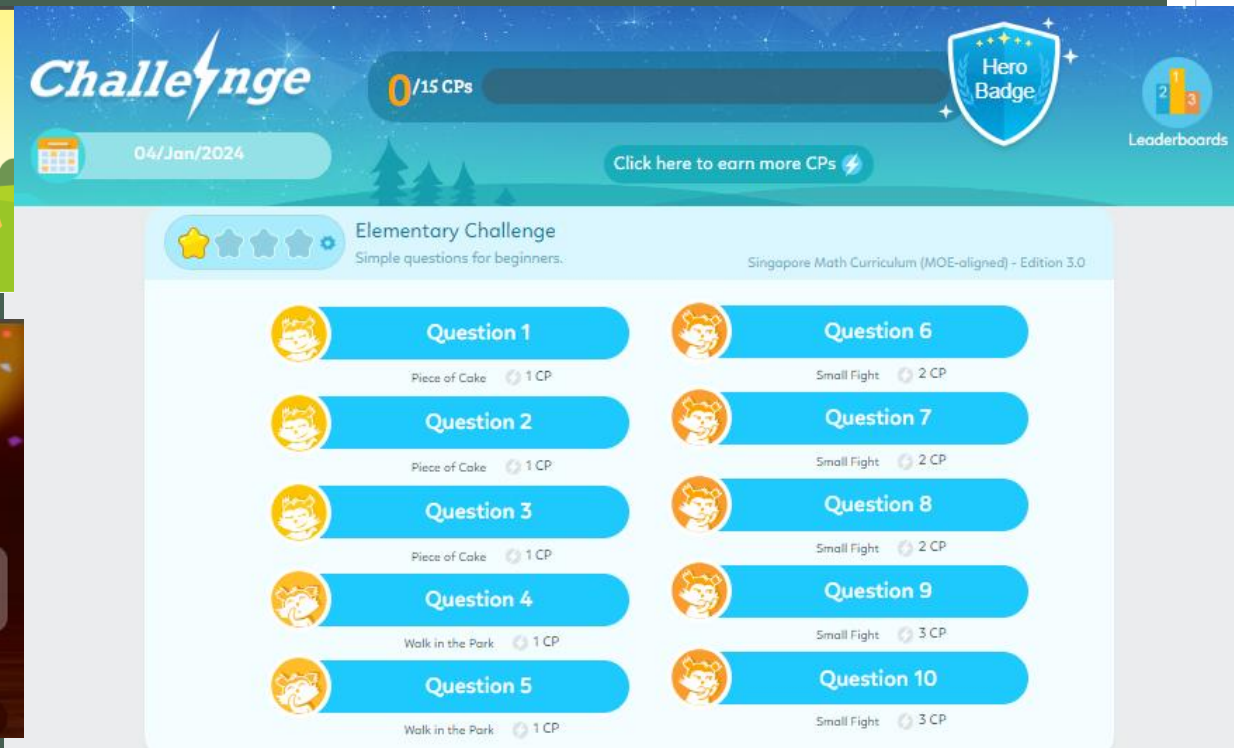 Challenge
0/15 CPs
Hero
Badge
2 1 3
Leaderboards
04/Jan/2024
Click here to earn more CPs
Elementary Challenge
Simple questions for beginners.
Singapore Math Curriculum (MOE-aligned) - Edition 3.0
Question 1
Piece of Cake 1 CP
Question 2
Piece of Cake 1 CP
Question 3
Piece of Cake 1 CP
Question 4
Walk in the Park 1 CP
Question 5
Walk in the Park 1 CP
Question 6
Small Fight 2 CP
Question 7
Small Fight 2 CP
Question 8
Small Fight 2 CP
Question 9
Small Fight 3 CP
Question 10
Small Fight 3 CP